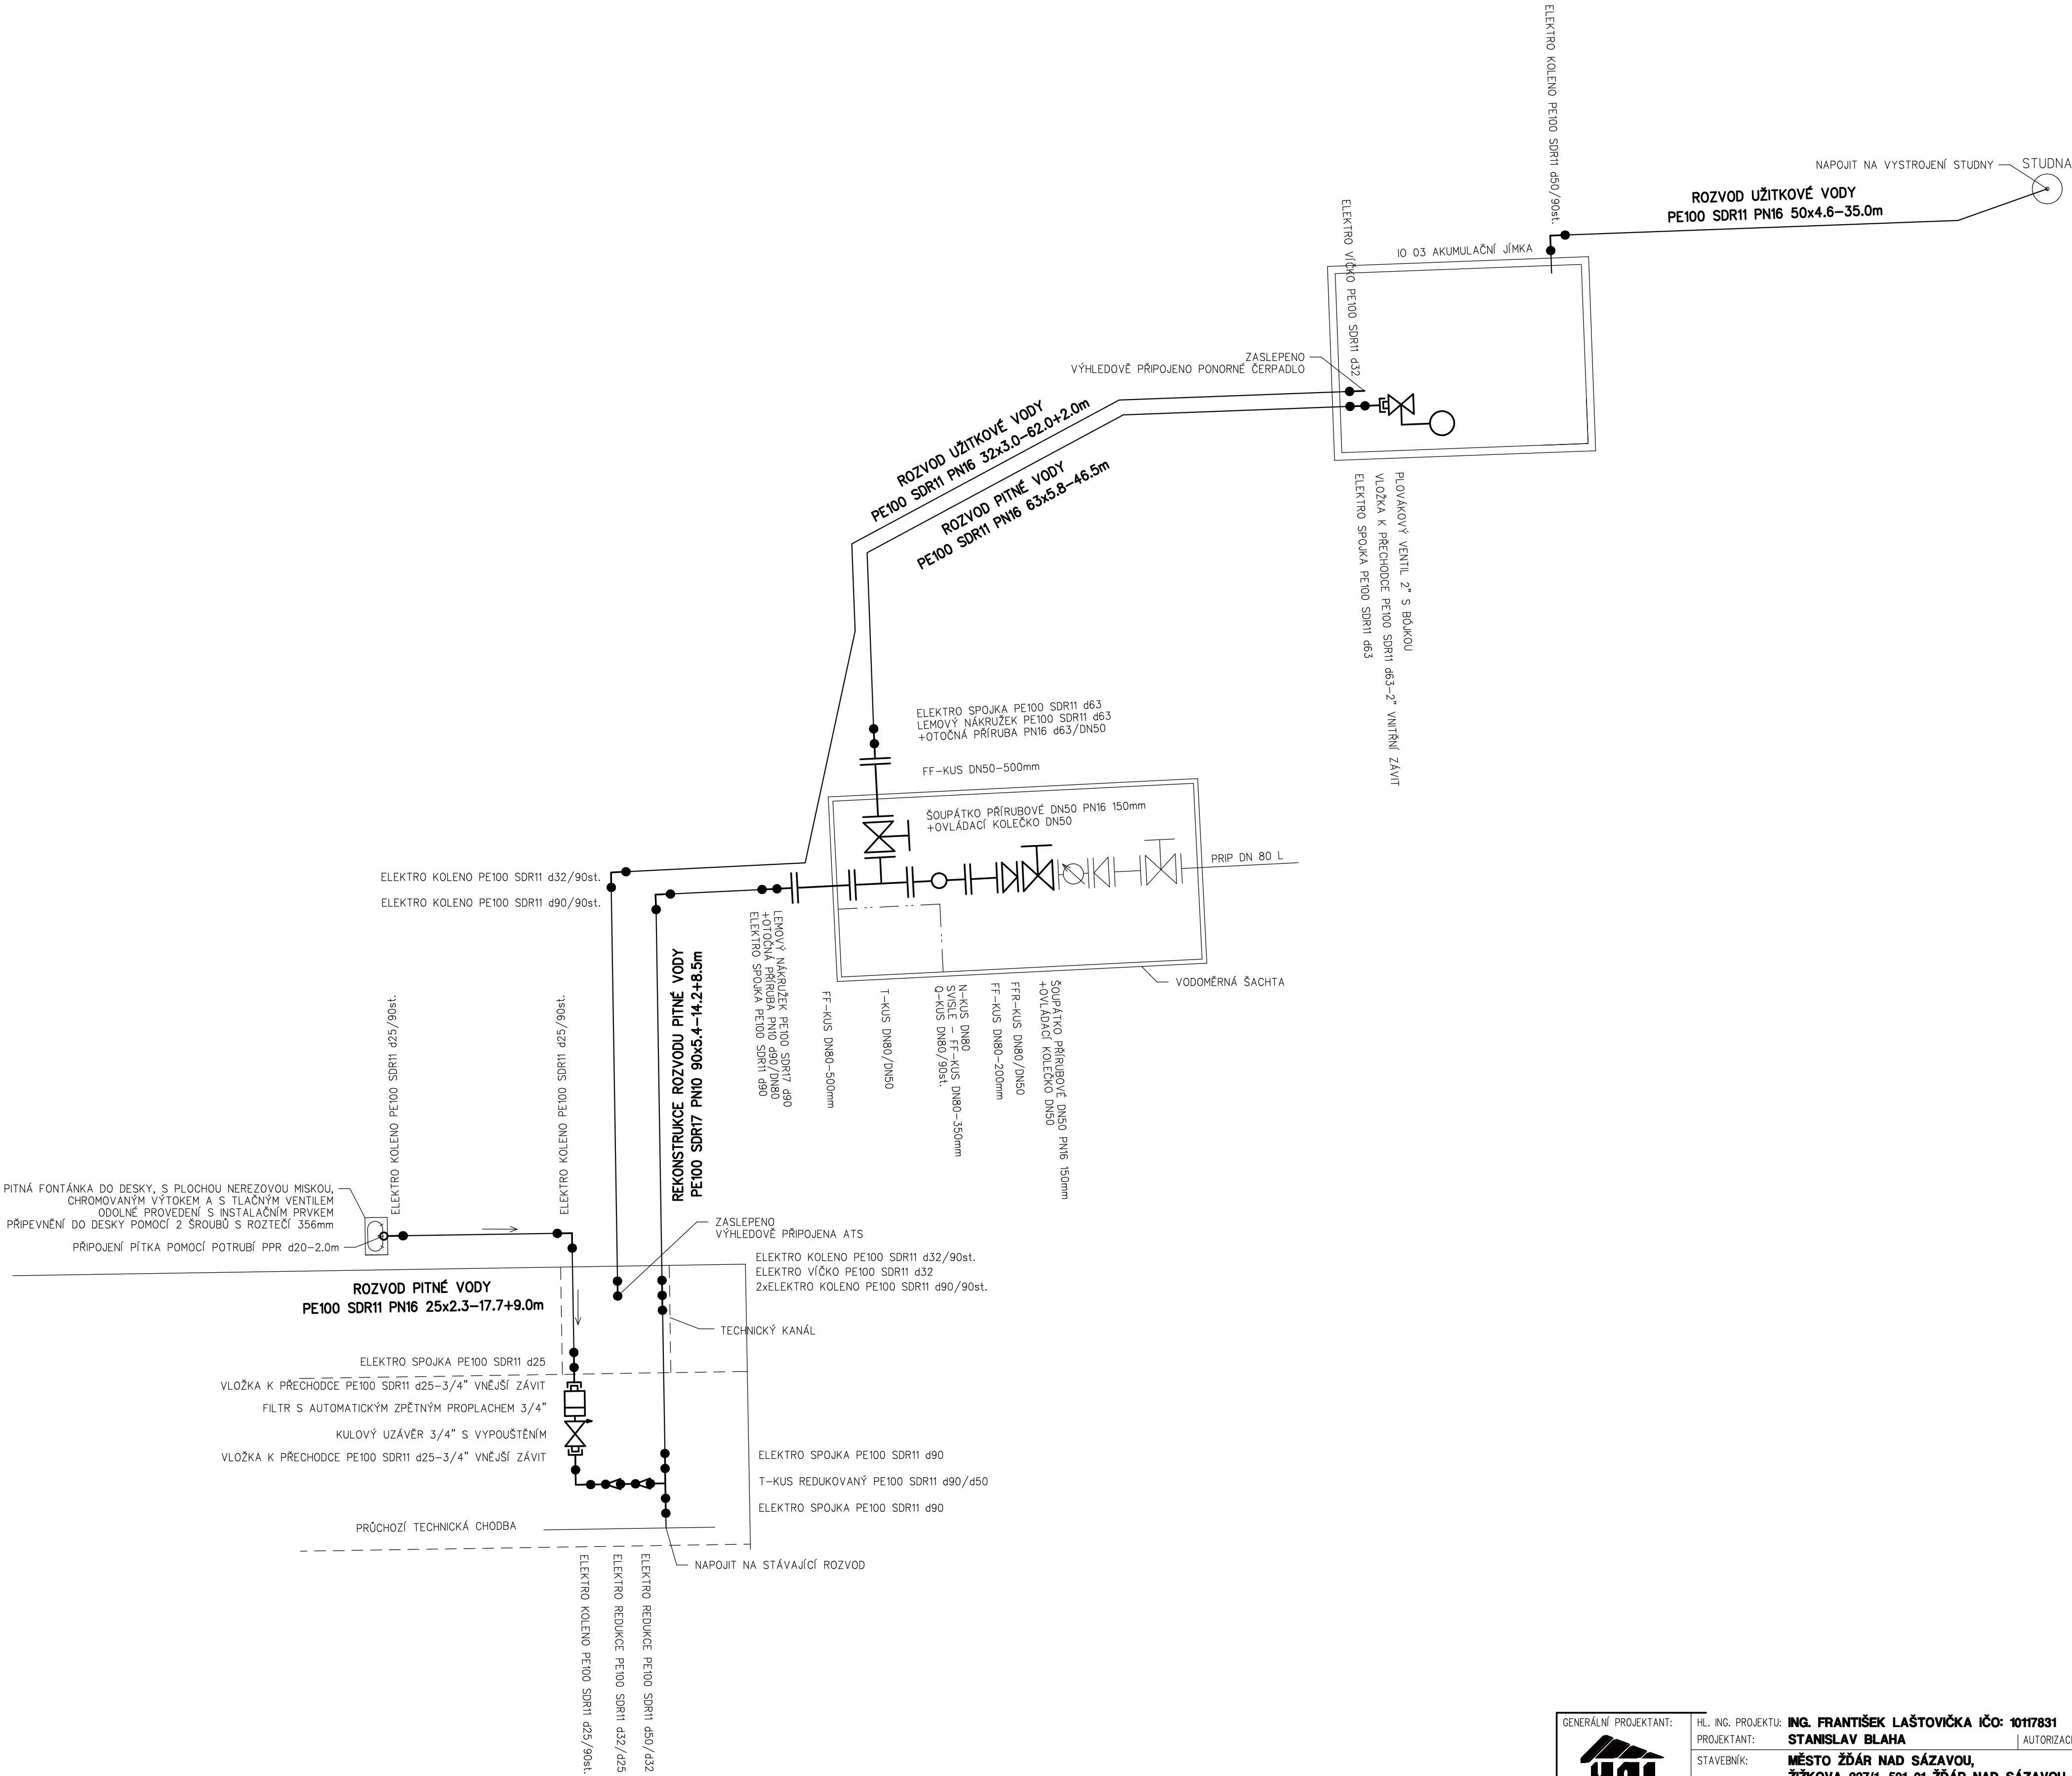 ELEKTRO KOLENO PE100 SDR11 d50/90st.
NAPOJIT NA VYSTROJENÍ STUDNY
STUDNA
ROZVOD UŽITKOVÉ VODY
PE100 SDR11 PN16 50x4.6-35.0m
ELEKTRO VÍČKO PE100 SDR11 d32
IO 03 AKUMULAČNÍ JÍMKA
ZASLEPENO
VÝHLEDOVĚ PŘIPOJENO PONORNÉ ČERPADLO
ROZVOD UŽITKOVÉ VODY
PE100 SDR11 PN16 32x3.0-62.0+2.0m
ROZVOD PITNÉ VODY
PE100 SDR11 PN16 63x5.8-46.5m
PLOVÁKOVÝ VENTIL 2" S BÓJKOU
VLOŽKA K PŘECHODCE PE100 SDR11 d63-2" VNITŘNÍ ZÁVIT
ELEKTRO SPOJKA PE100 SDR11 d63
ELEKTRO SPOJKA PE100 SDR11 d63
LEMOVÝ NÁKRUŽEK PE100 SDR11 d63
+OTOČNÁ PŘÍRUBA PN16 d63/DN50
FF-KUS DN50-500mm
ŠOUPÁTKO PŘÍRUBOVÉ DN50 PN16 150mm
+OVLÁDACÍ KOLEČKO DN50
PRIP DN 80 L
ELEKTRO KOLENO PE100 SDR11 d32/90st.
ELEKTRO KOLENO PE100 SDR11 d90/90st.
VODOMĚRNÁ ŠACHTA
LEMOVÝ NÁKRUŽEK PE100 SDR17 d90
+OTOČNÁ PŘÍRUBA PN10 d90/DN80
ELEKTRO SPOJKA PE100 SDR11 d90
FF-KUS DN80-500mm
T-KUS DN80/DN50
N-KUS DN80
SVISLE - FF-KUS DN80-350mm
Q-KUS DN80/90st.
FF-KUS DN80-200mm
FFR-KUS DN80/DN50
ŠOUPÁTKO PŘÍRUBOVÉ DN50 PN16 150mm
+OVLÁDACÍ KOLEČKO DN50
REKONSTRUKCE ROZVODU PITNÉ VODY
PE100 SDR17 PN10 90x5.4-14.2+8.5m
ELEKTRO KOLENO PE100 SDR11 d25/90st.
ELEKTRO KOLENO PE100 SDR11 d25/90st.
PITNÁ FONTÁNKA DO DESKY, S PLOCHOU NEREZOVOU MISKOU,
CHROMOVANÝM VÝTOKEM A S TLAČNÝM VENTILEM
ODOLNÉ PROVEDENÍ S INSTALAČNÍM PRVKEM
PŘIPEVNĚNÍ DO DESKY POMOCÍ 2 ŠROUBŮ S ROZTEČÍ 356mm
PŘIPOJENÍ PÍTKA POMOCÍ POTRUBÍ PPR d20-2.0m
ZASLEPENO
VÝHLEDOVĚ PŘIPOJENA ATS
ELEKTRO KOLENO PE100 SDR11 d32/90st.
ELEKTRO VÍČKO PE100 SDR11 d32
2xELEKTRO KOLENO PE100 SDR11 d90/90st.
ROZVOD PITNÉ VODY
PE100 SDR11 PN16 25x2.3-17.7+9.0m
TECHNICKÝ KANÁL
ELEKTRO SPOJKA PE100 SDR11 d25
VLOŽKA K PŘECHODCE PE100 SDR11 d25-3/4" VNĚJŠÍ ZÁVIT
FILTR S AUTOMATICKÝM ZPĚTNÝM PROPLACHEM 3/4"
KULOVÝ UZÁVĚR 3/4" S VYPOUŠTĚNÍM
VLOŽKA K PŘECHODCE PE100 SDR11 d25-3/4" VNĚJŠÍ ZÁVIT
ELEKTRO SPOJKA PE100 SDR11 d90
T-KUS REDUKOVANÝ PE100 SDR11 d90/d50
ELEKTRO SPOJKA PE100 SDR11 d90
PRŮCHOZÍ TECHNICKÁ CHODBA
NAPOJIT NA STÁVAJÍCÍ ROZVOD
ELEKTRO KOLENO PE100 SDR11 d25/90st.
ELEKTRO REDUKCE PE100 SDR11 d32/d25
ELEKTRO REDUKCE PE100 SDR11 d50/d32
GENERÁLNÍ PROJEKTANT:
HL. ING. PROJEKTU: ING. FRANTIŠEK LAŠTOVIČKA IČO: 10117831
PROJEKTANT: STANISLAV BLAHA
STAVEBNÍK: MĚSTO ŽĎÁR NAD SÁZAVOU,